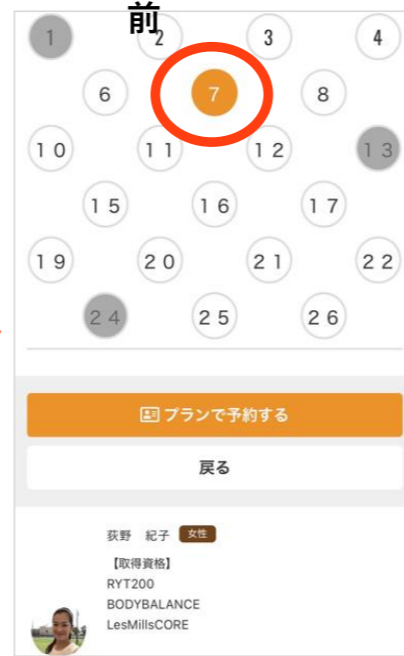 前
1 2 3 4
6 7 8
10 11 12 13
15 16 17
19 20 21 22
24 25 26
プランで予約する
戻る
荻野 紀子 女性
【取得資格】
RYT200
BODYBALANCE
LesMillsCORE